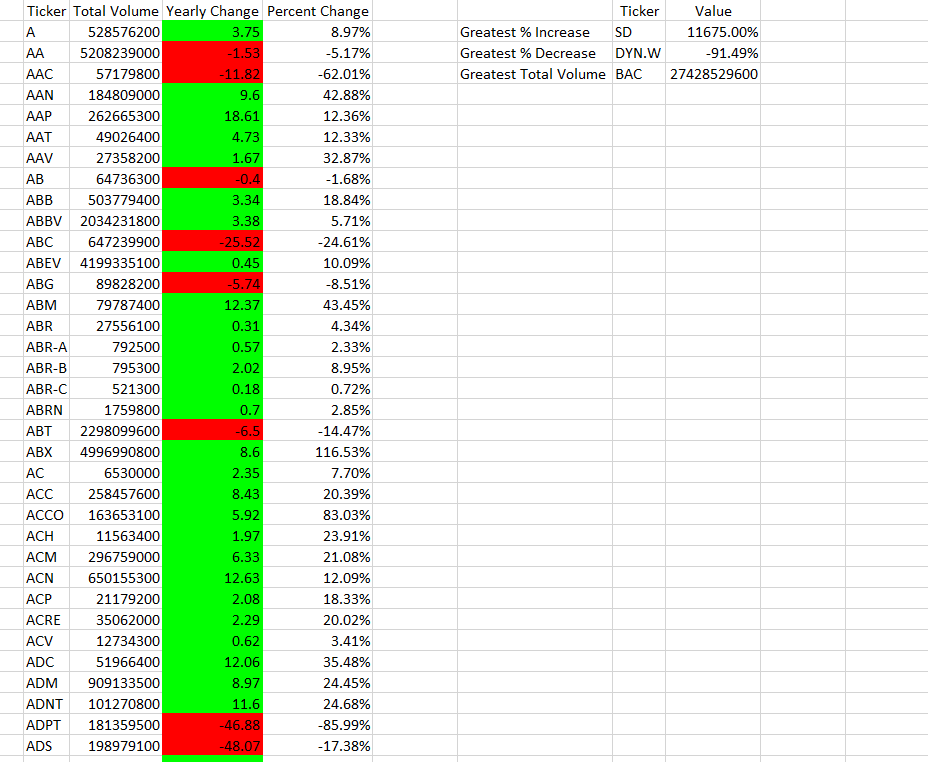 Ticker Total Volume Yearly Change Percent Change Ticker Value
A 528576200 3.75 8.97% Greatest % Increase SD 11675.00%
AA 5208239000 -1.53 -5.17% Greatest % Decrease DYN.W -91.49%
AAC 57179800 -11.82 -62.01% Greatest Total Volume BAC 27428529600
AAN 184809000 9.6 42.88%
AAP 262665300 18.61 12.36%
AAT 49026400 4.73 12.33%
AAV 27358200 1.67 32.87%
AB 64736300 -0.4 -1.68%
ABB 503779400 3.34 18.84%
ABBV 2034231800 3.38 5.71%
ABC 647239900 -25.52 -24.61%
ABEV 4199335100 0.45 10.09%
ABG 89828200 -5.74 -8.51%
ABM 79787400 12.37 43.45%
ABR 27556100 0.31 4.34%
ABR-A 792500 0.57 2.33%
ABR-B 795300 2.02 8.95%
ABR-C 521300 0.18 0.72%
ABRN 1759800 0.7 2.85%
ABT 2298099600 -6.5 -14.47%
ABX 4996990800 8.6 116.53%
AC 6530000 2.35 7.70%
ACC 258457600 8.43 20.39%
ACCO 163653100 5.92 83.03%
ACH 11563400 1.97 23.91%
ACM 296759000 6.33 21.08%
ACN 650155300 12.63 12.09%
ACP 21179200 2.08 18.33%
ACRE 35062000 2.29 20.02%
ACV 12734300 0.62 3.41%
ADC 51966400 12.06 35.48%
ADM 909133500 8.97 24.45%
ADNT 101270800 11.6 24.68%
ADPT 181359500 -46.88 -85.99%
ADS 198979100 -48.07 -17.38%